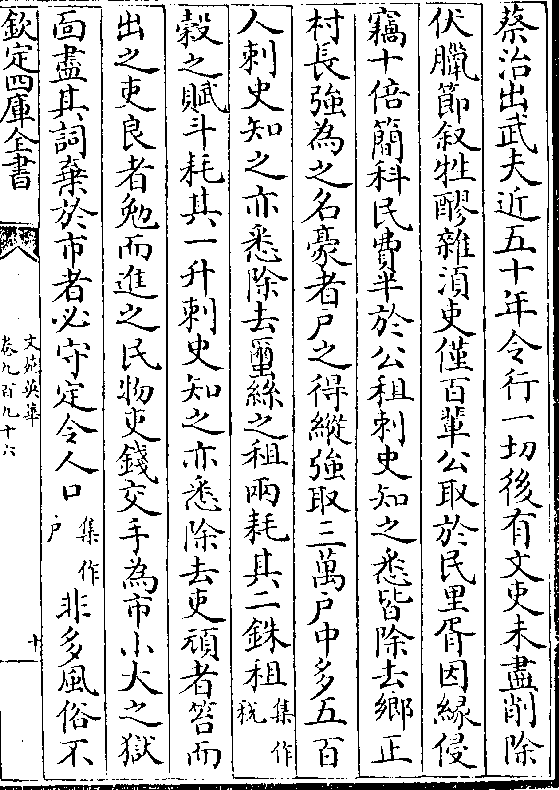 蔡治出武夫近五十年令行一切後有文吏未盡削除
伏臘節叙牲醪雜須吏僅百輩公取於民里胥因緣侵
竊十倍簡科民費半於公租刺史知之悉皆除去鄉正
村長強為之名豪者尸之得縱強取三萬户中多五百
人刺史知之亦悉除去蠒絲之租兩耗其二銖租集作税
穀之賦斗耗其一升刺史知之亦悉除去吏頑者笞而
出之吏良者勉而進之民物吏錢交手為市小大之獄
面盡其詞棄於市者必守定令人口集作户非多風俗不
欽定四庫全書
文苑英華
卷九百九十六
十